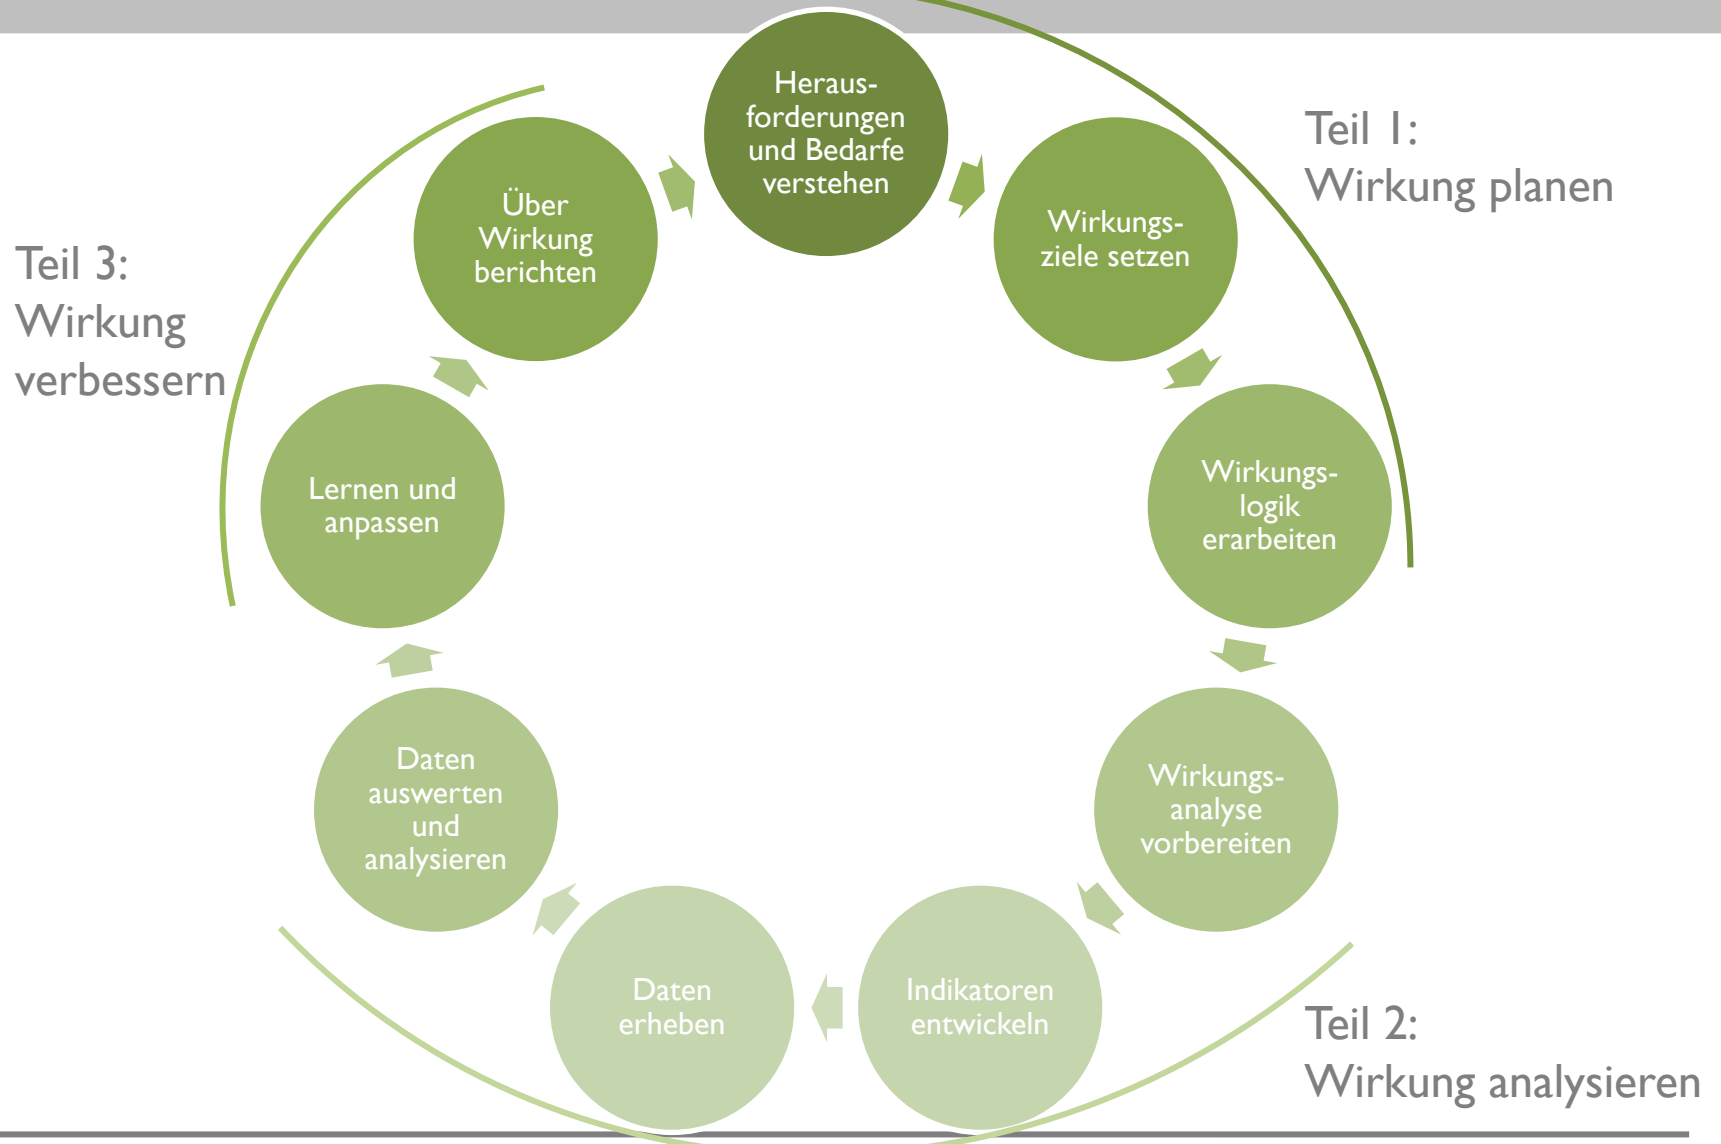 Heraus-
forderungen
und Bedarfe
verstehen
Teil 1:
Wirkung planen
Wirkungs-
ziele setzen
Wirkungs-
logik
erarbeiten
Wirkungs-
analyse
vorbereiten
Teil 2:
Wirkung analysieren
Indikatoren
entwickeln
Daten
erheben
Daten
auswerten
und
analysieren
Teil 3:
Wirkung
verbessern
Lernen und
anpassen
Über
Wirkung
berichten